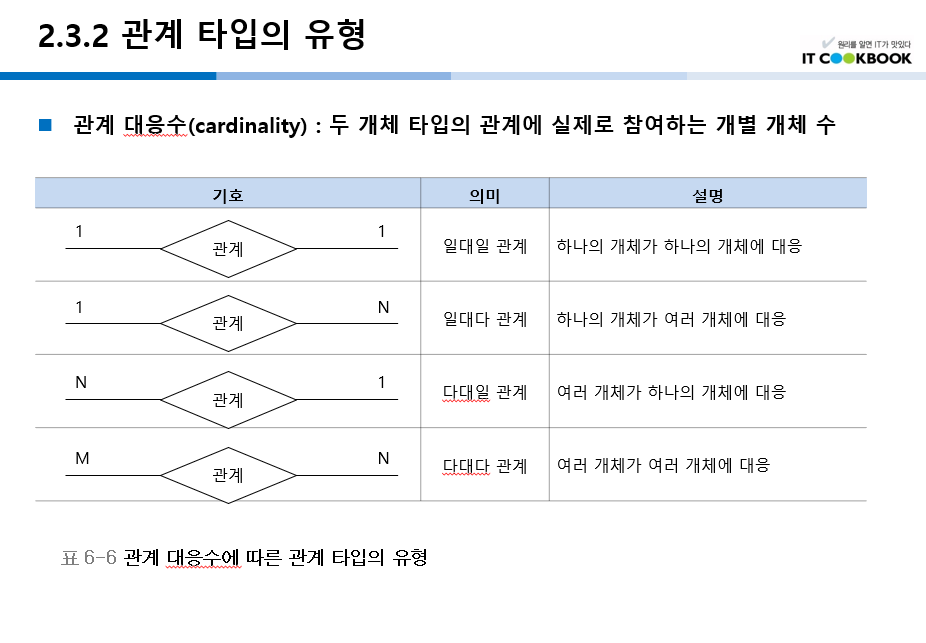 2.3.2 관계 타입의 유형
원리를 알면 IT가 맛있다
IT COOKBOOK
관계 대응수(cardinality) : 두 개체 타입의 관계에 실제로 참여하는 개별 개체 수
기호 의미 설명
1 관계 1 일대일 관계 하나의 개체가 하나의 개체에 대응
1 관계 N 일대다 관계 하나의 개체가 여러 개체에 대응
N 관계 1 다대일 관계 여러 개체가 하나의 개체에 대응
M 관계 N 다대다 관계 여러 개체가 여러 개체에 대응
표 6-6 관계 대응수에 따른 관계 타입의 유형